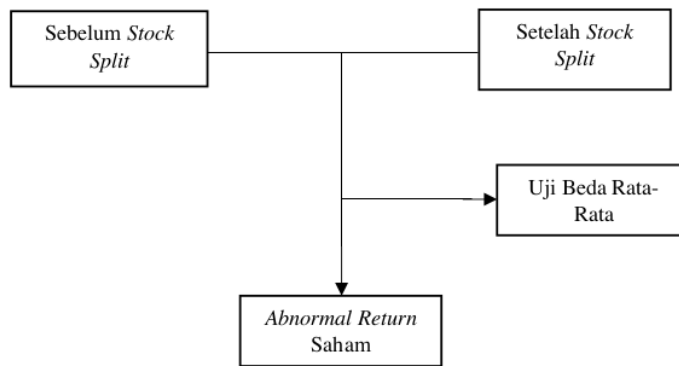 Sebelum Stock
Split
Setelah Stock
Split
Uji Beda Rata-
Rata
Abnormal Return
Saham